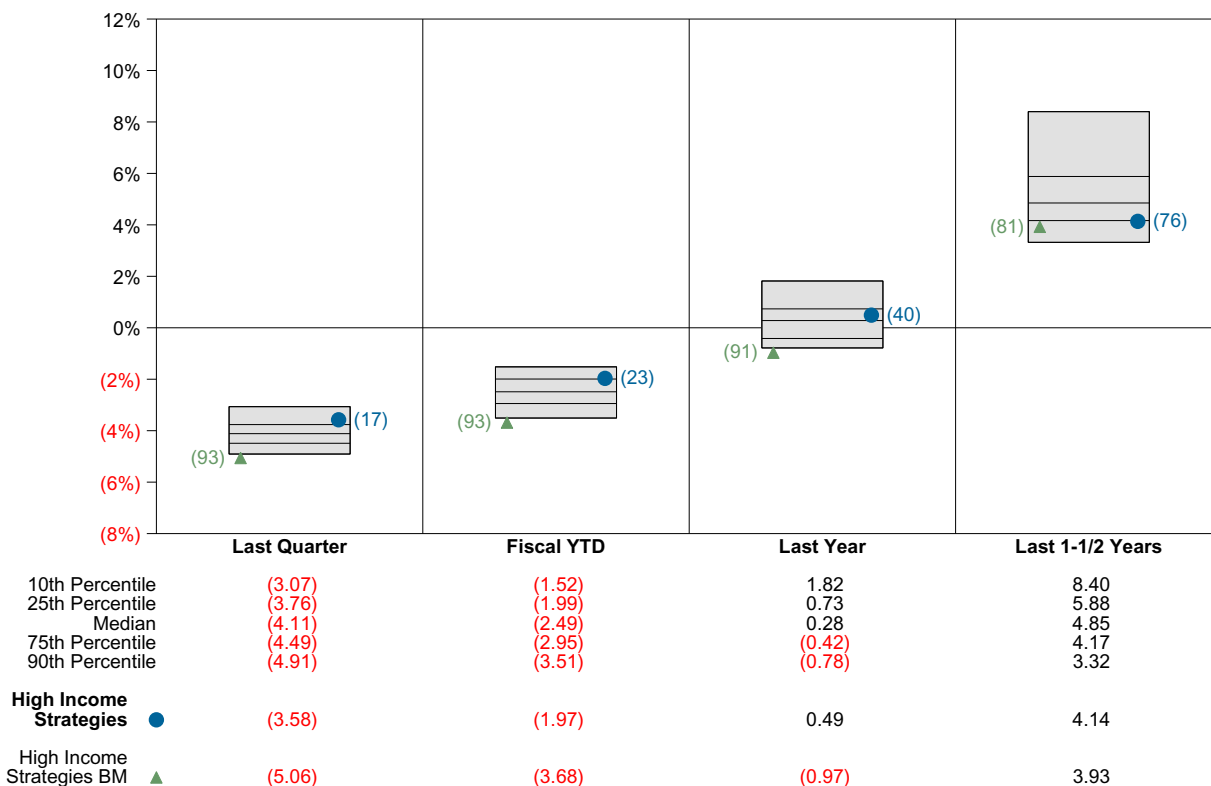 12%
10%
8%
6%
4%
2%
0%
(2%)
(4%)
(6%)
(8%)
(93)
(17)
(93)
(23)
(91)
(40)
(81)
(76)
Last Quarter Fiscal YTD Last Year Last 1-1/2 Years
10th Percentile (3.07) (1.52) 1.82 8.40
25th Percentile (3.76) (1.99) 0.73 5.88
Median (4.11) (2.49) 0.28 4.85
75th Percentile (4.49) (2.95) (0.42) 4.17
90th Percentile (4.91) (3.51) (0.78) 3.32
High Income
Strategies (3.58) (1.97) 0.49 4.14
High Income
Strategies BM (5.06) (3.68) (0.97) 3.93